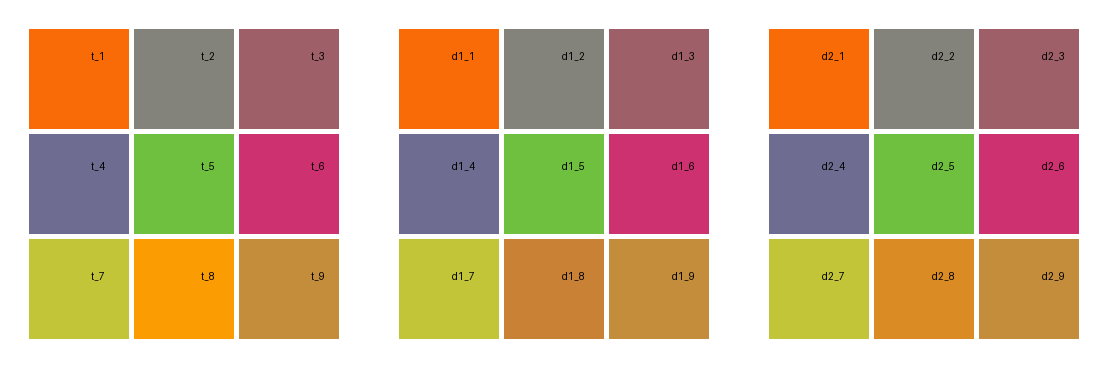 t_1 t_2 t_3 d1_1 d1_2 d1_3 d2_1 d2_2 d2_3
t_4 t_5 t_6 d1_4 d1_5 d1_6 d2_4 d2_5 d2_6
t_7 t_8 t_9 d1_7 d1_8 d1_9 d2_7 d2_8 d2_9